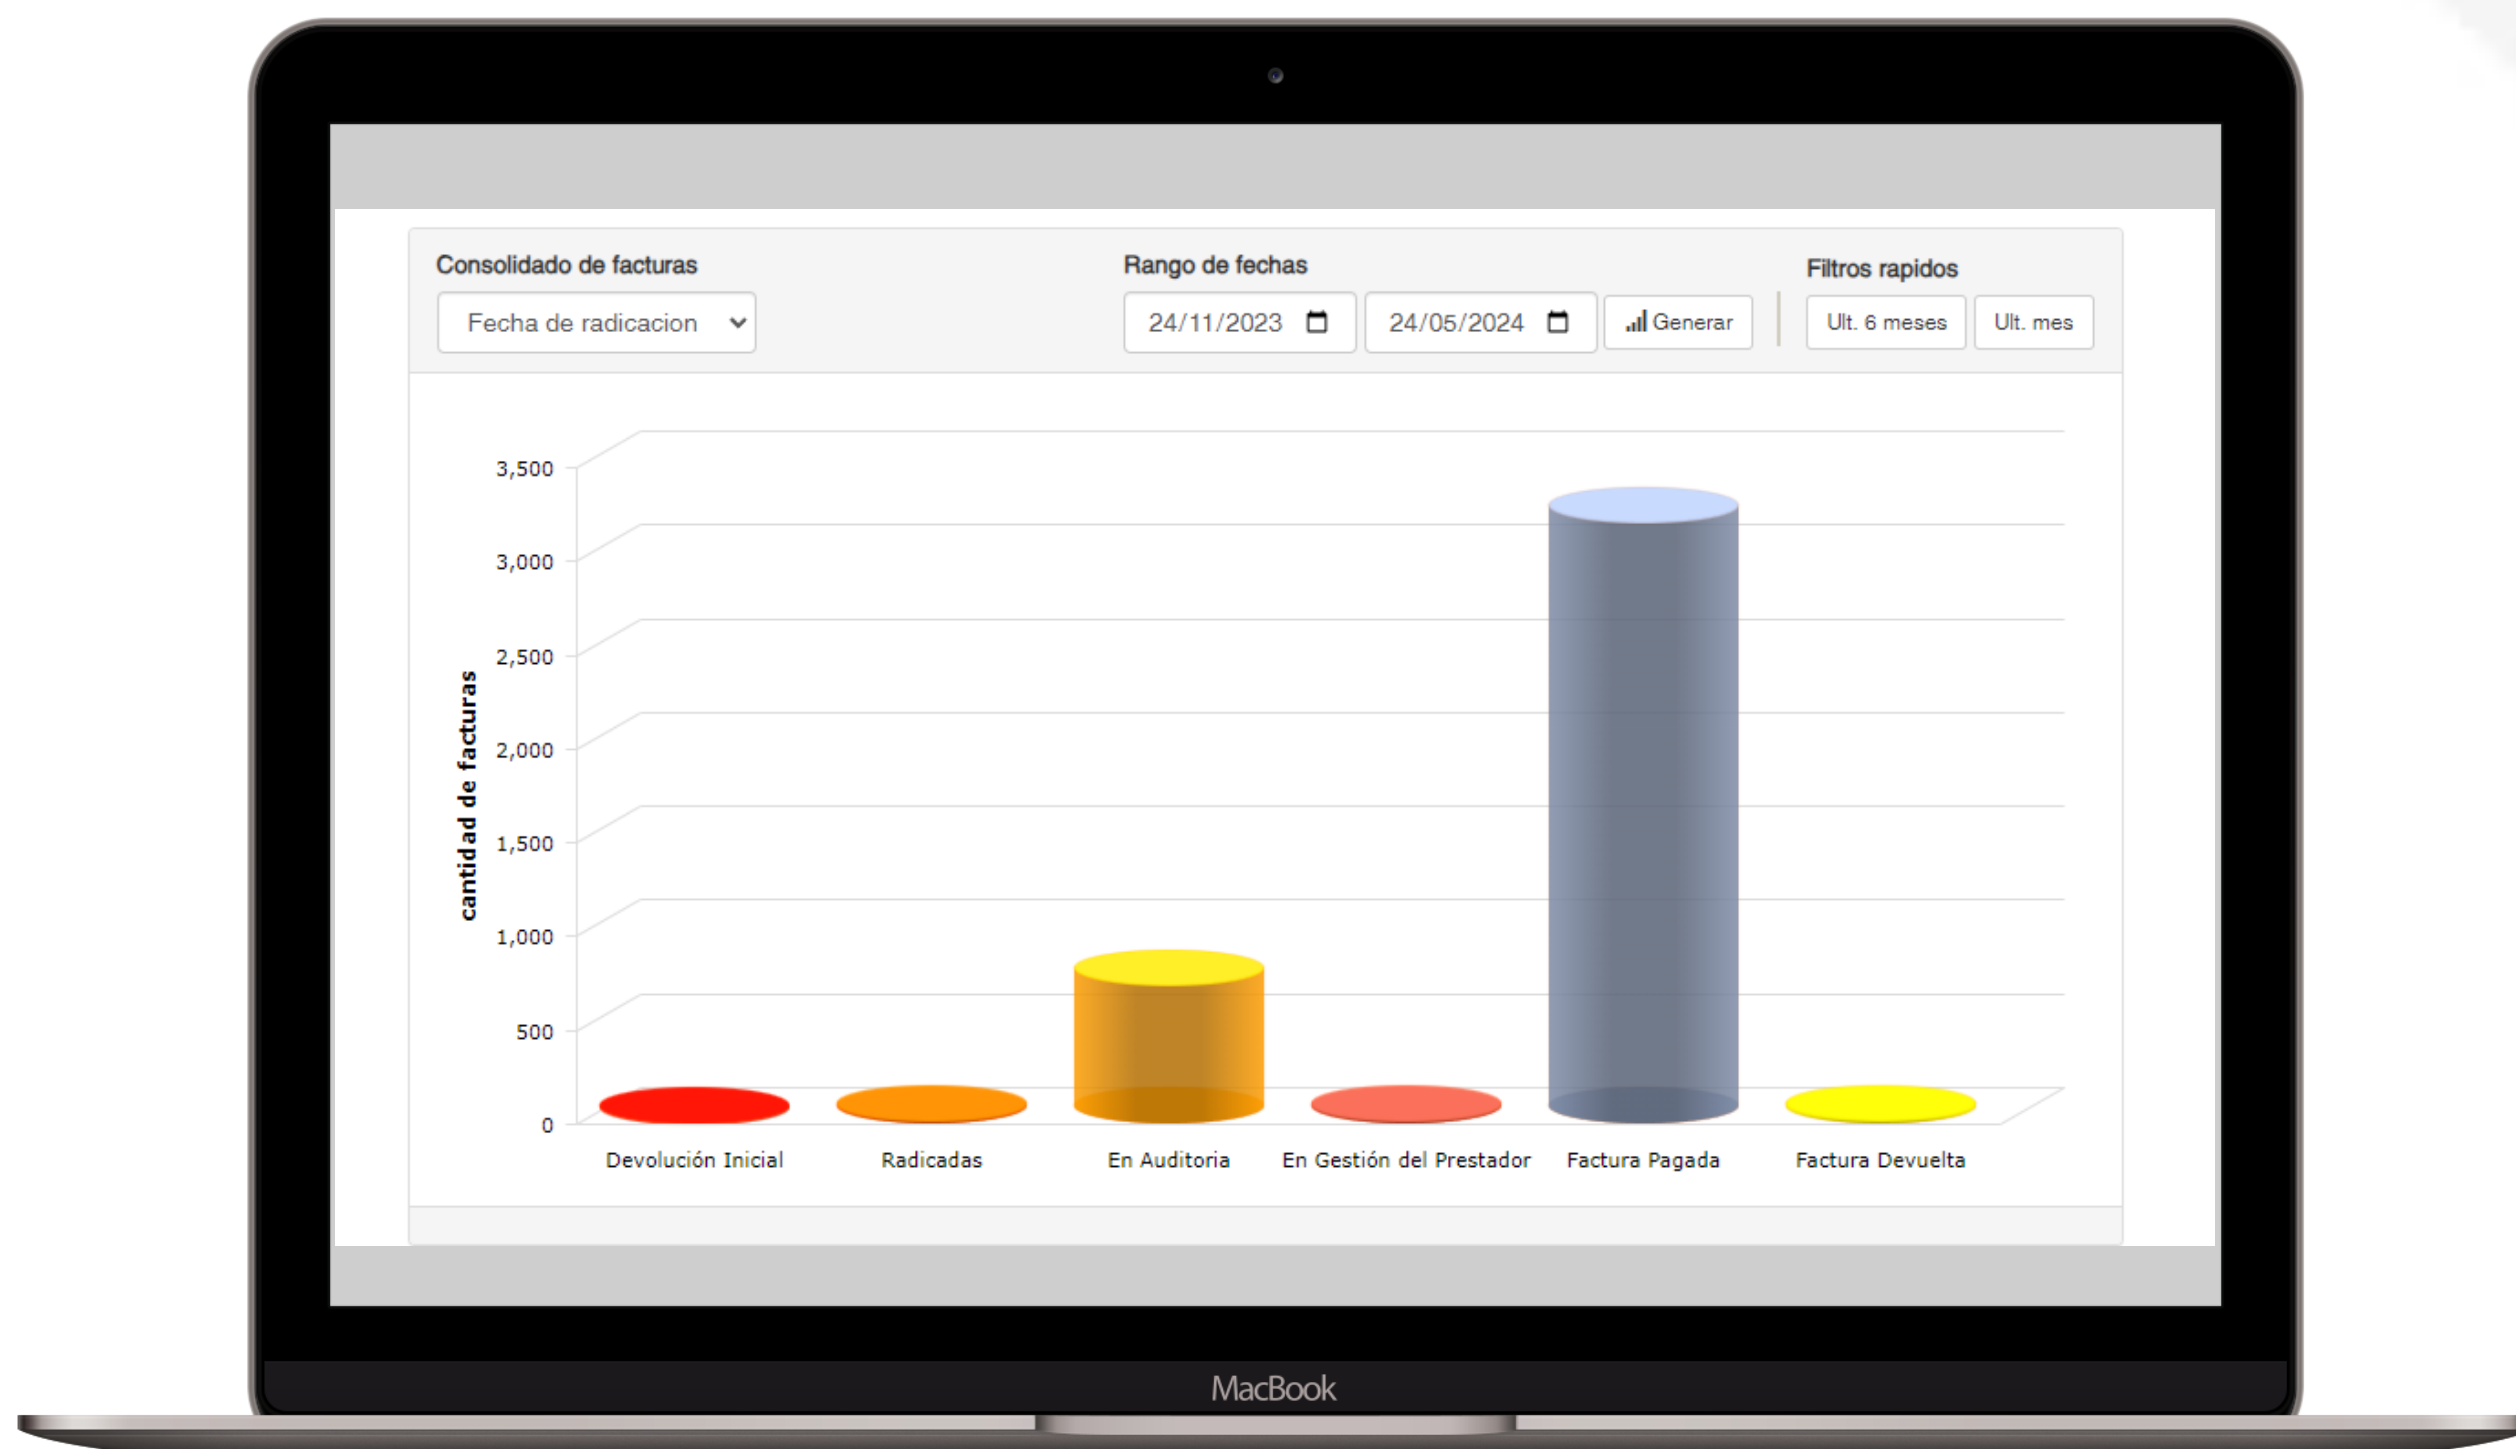 Consolidado de facturas
Rango de fechas
Filtros rapidos
Fecha de radicacion
24/11/2023
24/05/2024
Generar
Ult. 6 meses
Ult. mes
cantidad de facturas
3,500
3,000
2,500
2,000
1,500
1,000
500
0
Devolución Inicial
Radicadas
En Auditoria
En Gestión del Prestador
Factura Pagada
Factura Devuelta
MacBook